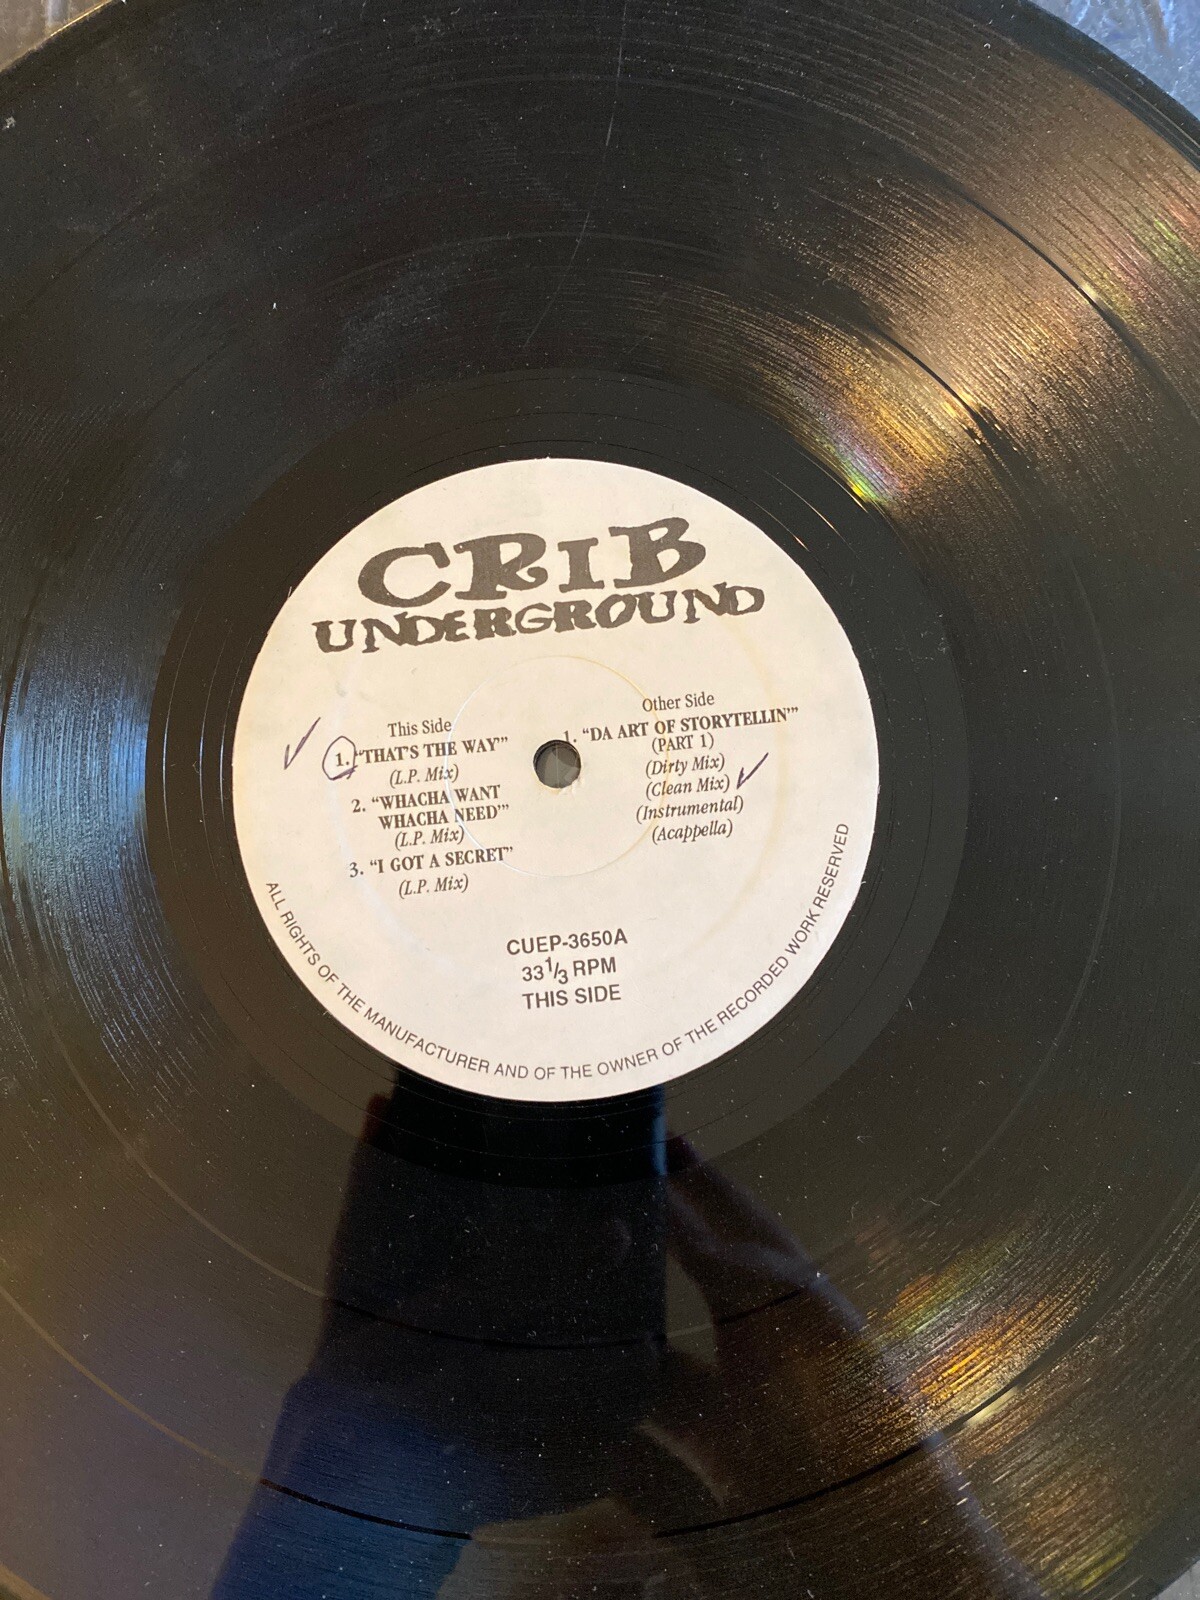 CRIB
UNDERGROUND
This Side
1. "THAT'S THE WAY"
(L.P. Mix)
2. "WHACHA WANT
WHACHA NEED'"
(L.P. Mix)
3. "I GOT A SECRET"
(L.P. Mix)
Other Side
1. "DA ART OF STORYTELLIN'"
(PART 1)
(Dirty Mix)
(Clean Mix)
(Instrumental)
(Acappella)
CUEP-3650A
33 1/3 RPM
THIS SIDE
ALL RIGHTS OF THE MANUFACTURER AND OF THE OWNER OF THE RECORDED WORK RESERVED